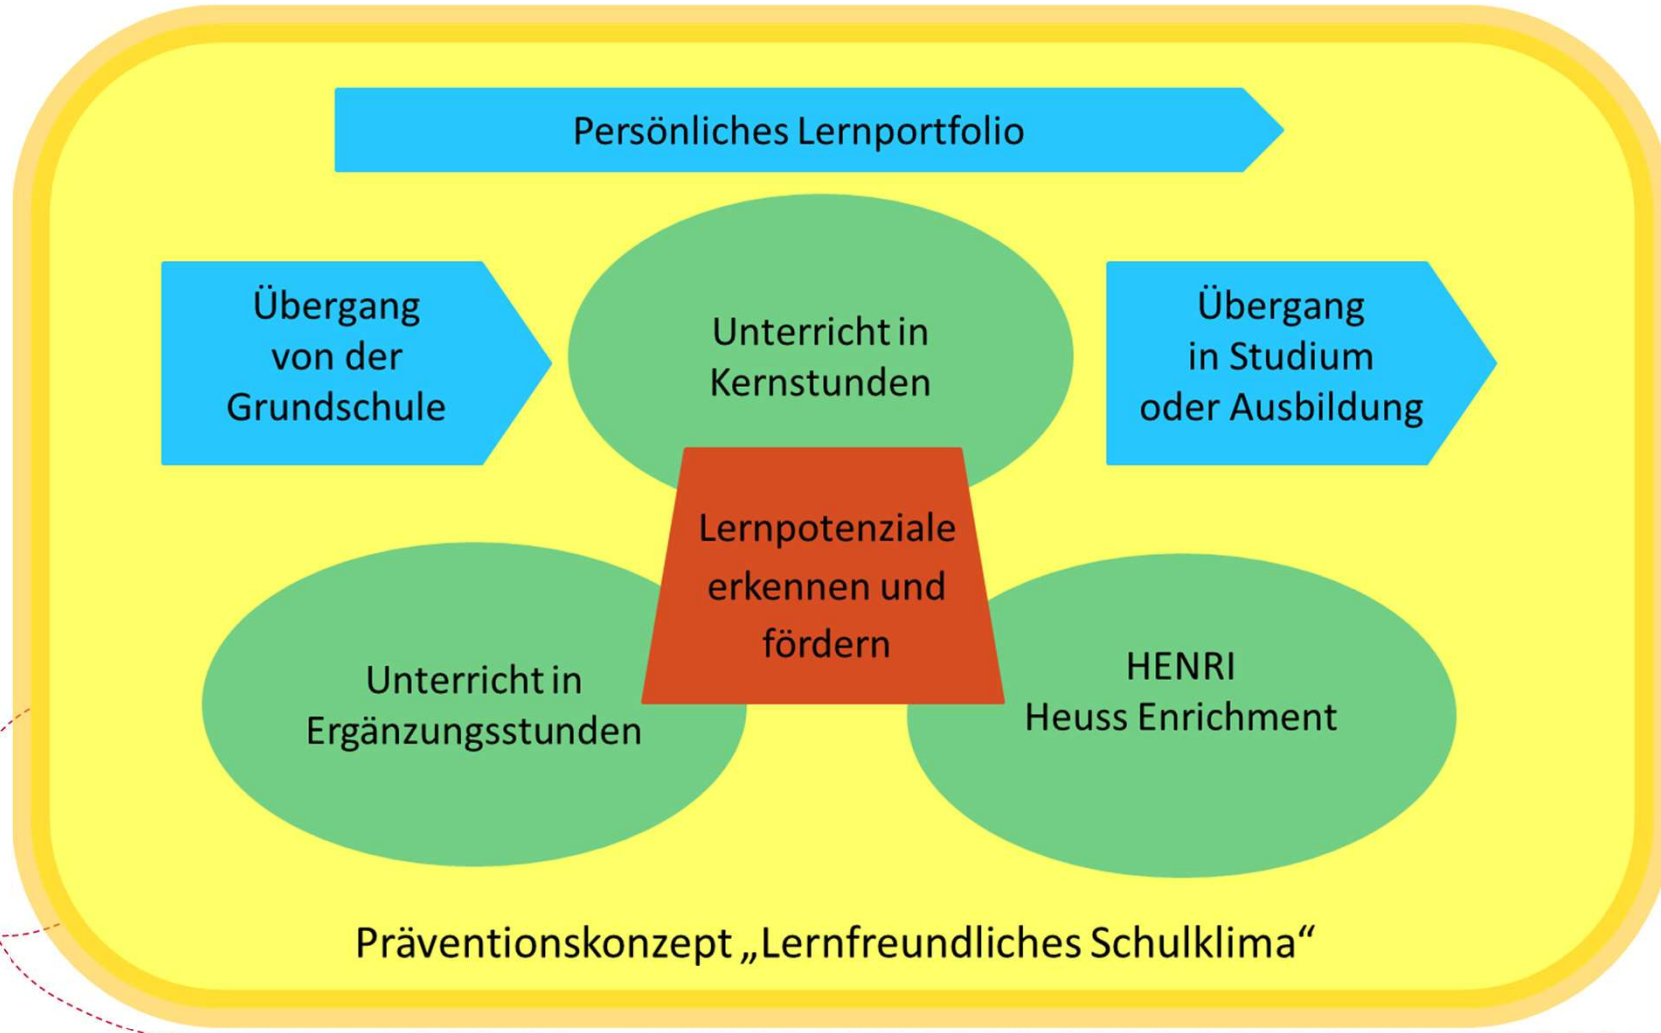 Persönliches Lernportfolio
Übergang
von der
Grundschule
Unterricht in
Kernstunden
Übergang
in Studium
oder Ausbildung
Lernpotenziale
erkennen und
fördern
Unterricht in
Ergänzungsstunden
HENRI
Heuss Enrichment
Präventionskonzept „Lernfreundliches Schulklima“